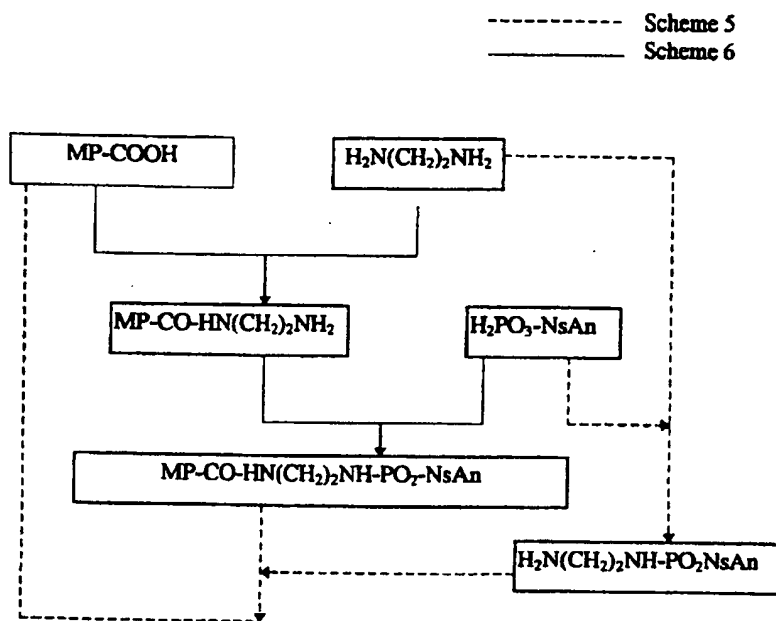 Scheme 5
Scheme 6
MP-COOH
H₂N(CH₂)₂NH₂
MP-CO-HN(CH₂)₂NH₂
H₂PO₃-NsAn
MP-CO-HN(CH₂)₂NH-PO₂-NsAn
H₂N(CH₂)₂NH-PO₂NsAn